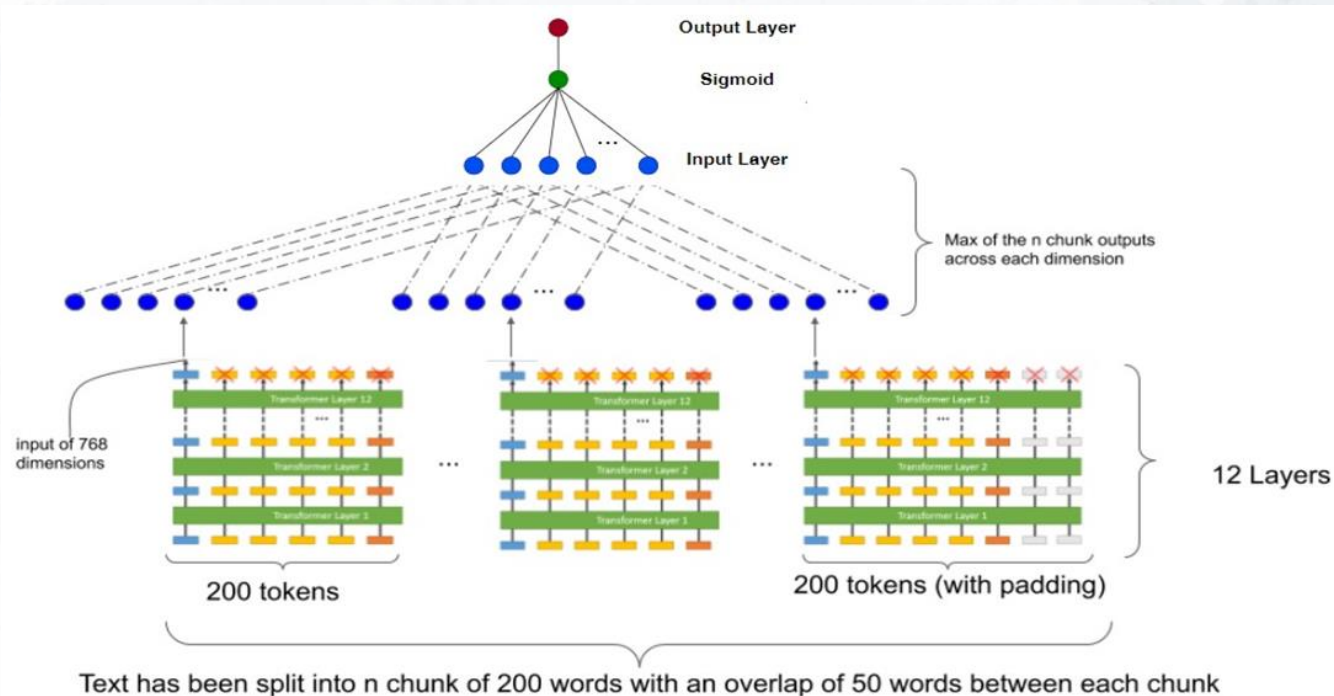 Output Layer
Sigmoid
...
Input Layer
Max of the n chunk outputs
across each dimension
...
...
...
Transformer Layer 12
Transformer Layer 12
Transformer Layer 12
...
...
...
input of 768
dimensions
Transformer Layer 2
Transformer Layer 2
Transformer Layer 2
...
...
12 Layers
Transformer Layer 1
Transformer Layer 1
Transformer Layer 1
200 tokens
200 tokens (with padding)
Text has been split into n chunk of 200 words with an overlap of 50 words between each chunk